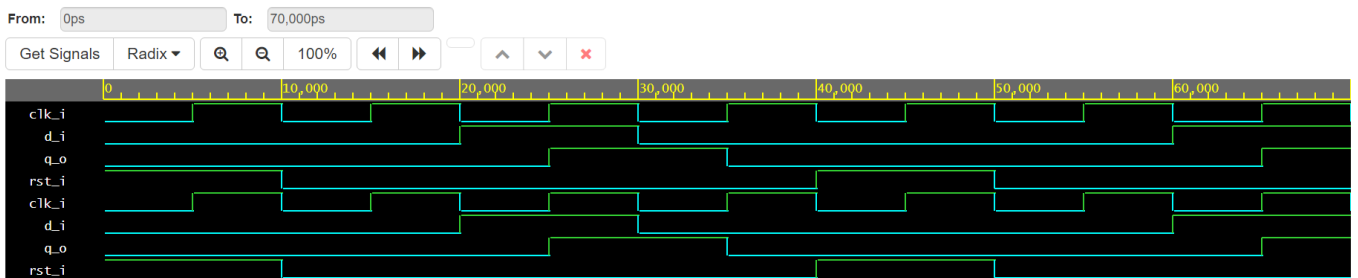 From: 0ps To: 70,000ps
Get Signals Radix 100%
0 10,000 20,000 30,000 40,000 50,000 60,000
clk_i
d_i
q_o
rst_i
clk_i
d_i
q_o
rst_i